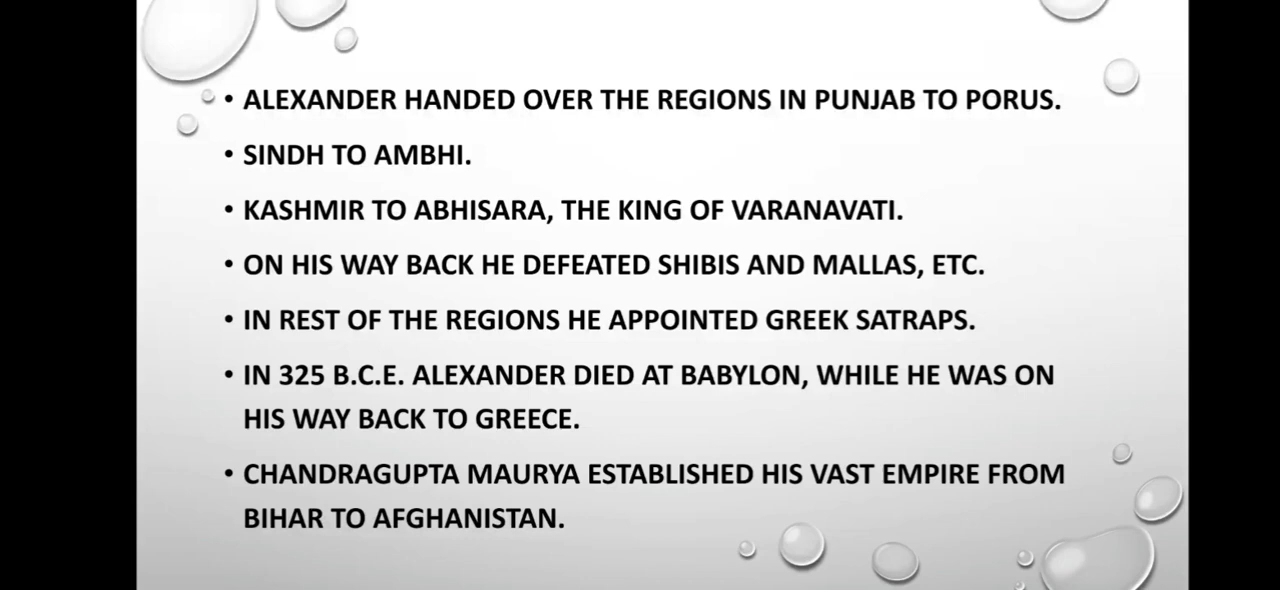 • ALEXANDER HANDED OVER THE REGIONS IN PUNJAB TO PORUS.
• SINDH TO AMBHI.
• KASHMIR TO ABHISARA, THE KING OF VARANAVATI.
• ON HIS WAY BACK HE DEFEATED SHIBIS AND MALLAS, ETC.
• IN REST OF THE REGIONS HE APPOINTED GREEK SATRAPS.
• IN 325 B.C.E. ALEXANDER DIED AT BABYLON, WHILE HE WAS ON
HIS WAY BACK TO GREECE.
• CHANDRAGUPTA MAURYA ESTABLISHED HIS VAST EMPIRE FROM
BIHAR TO AFGHANISTAN.